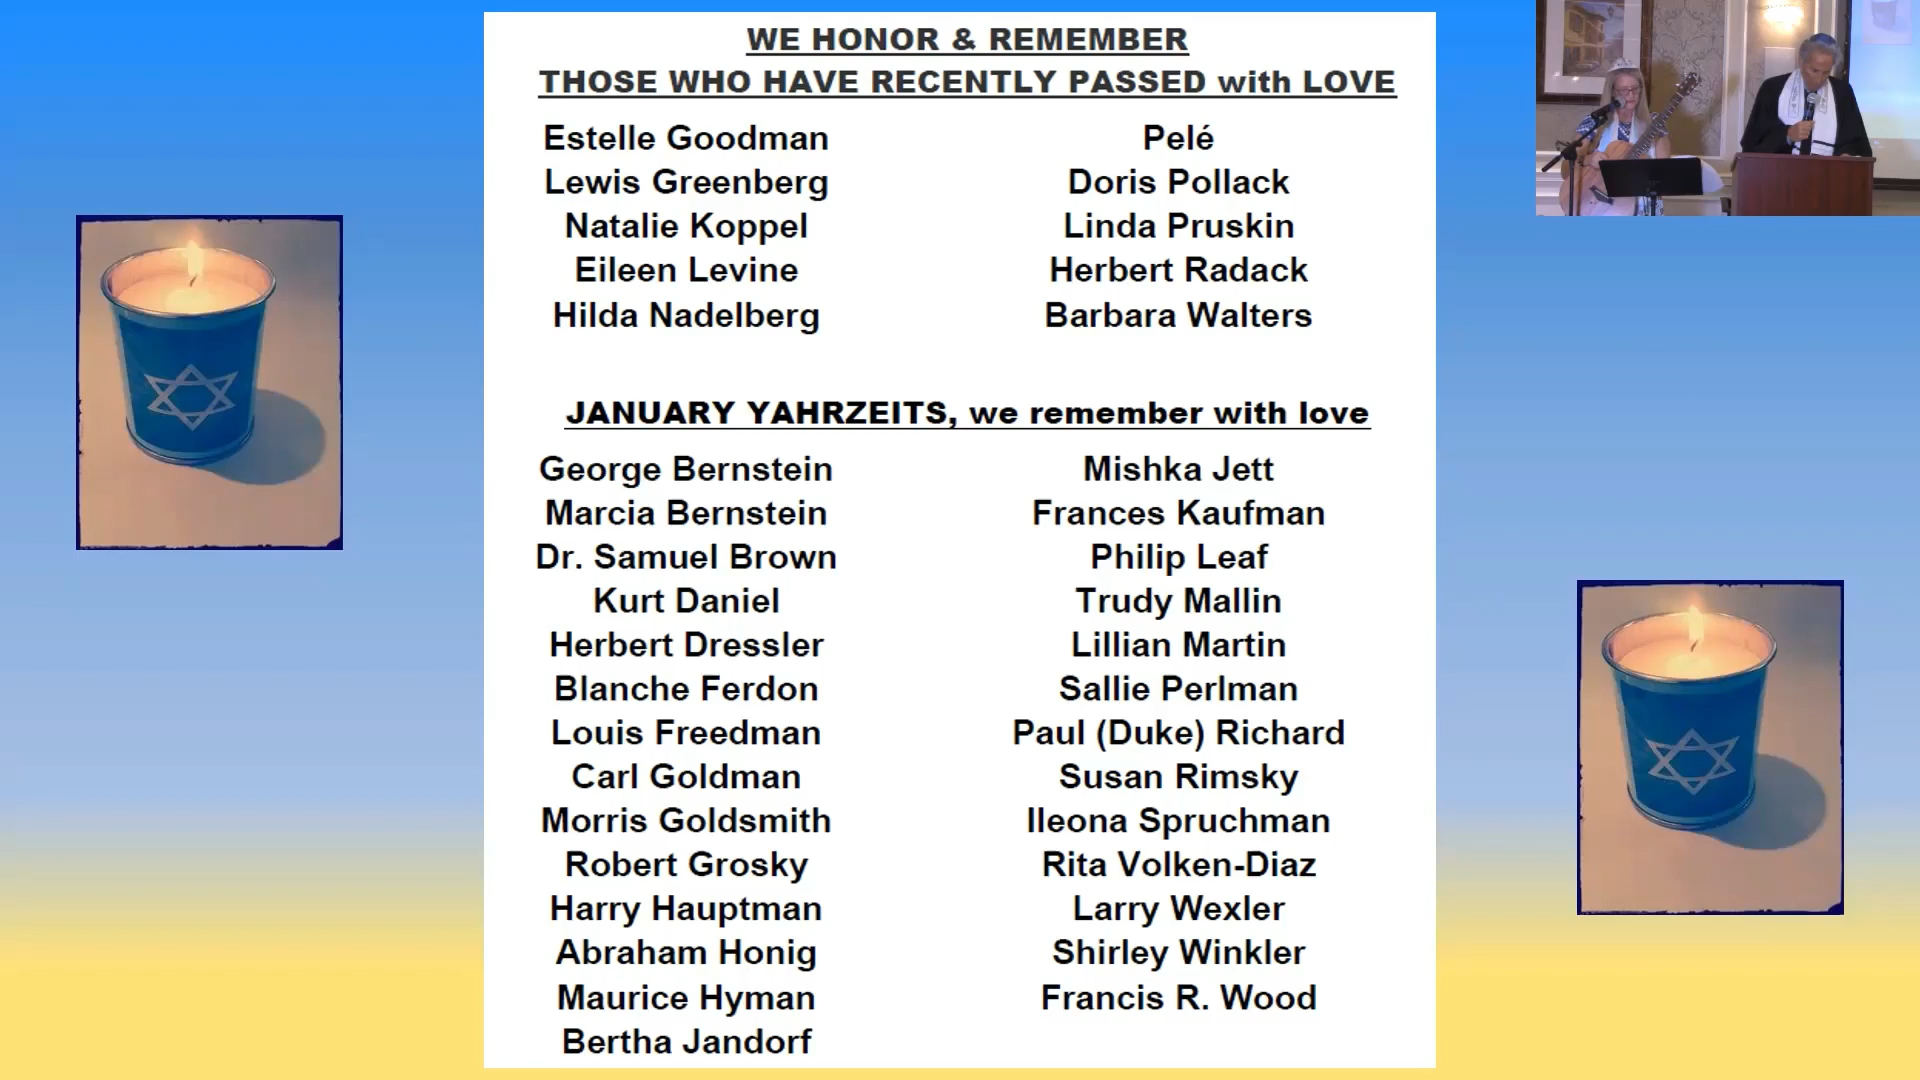 WE HONOR & REMEMBER
THOSE WHO HAVE RECENTLY PASSED with LOVE
Estelle Goodman
Lewis Greenberg
Natalie Koppel
Eileen Levine
Hilda Nadelberg
Pelé
Doris Pollack
Linda Pruskin
Herbert Radack
Barbara Walters
JANUARY YAHRZEITS, we remember with love
George Bernstein
Marcia Bernstein
Dr. Samuel Brown
Kurt Daniel
Herbert Dressler
Blanche Ferdon
Louis Freedman
Carl Goldman
Morris Goldsmith
Robert Grosky
Harry Hauptman
Abraham Honig
Maurice Hyman
Bertha Jandorf
Mishka Jett
Frances Kaufman
Philip Leaf
Trudy Mallin
Lillian Martin
Sallie Perlman
Paul (Duke) Richard
Susan Rimsky
Ileona Spruchman
Rita Volken-Diaz
Larry Wexler
Shirley Winkler
Francis R. Wood